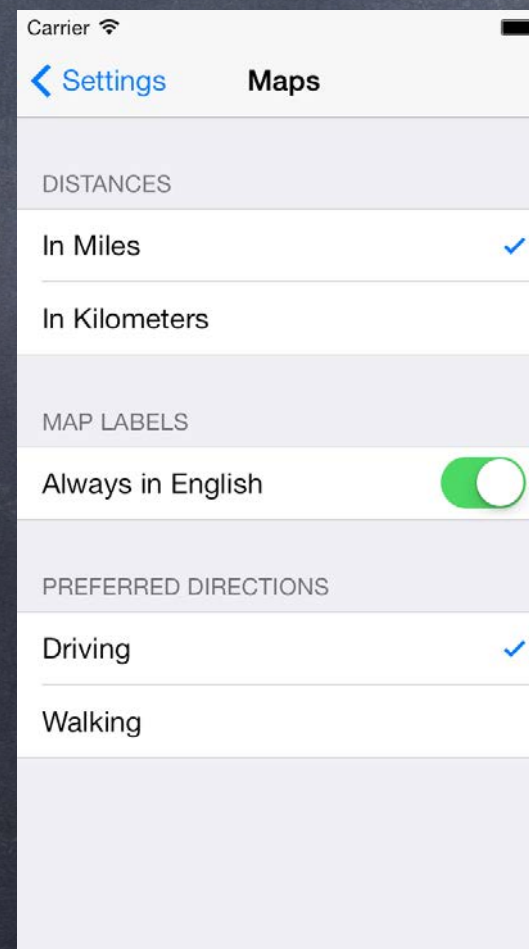 Carrier
Settings Maps
DISTANCES
In Miles
In Kilometers
MAP LABELS
Always in English
PREFERRED DIRECTIONS
Driving
Walking